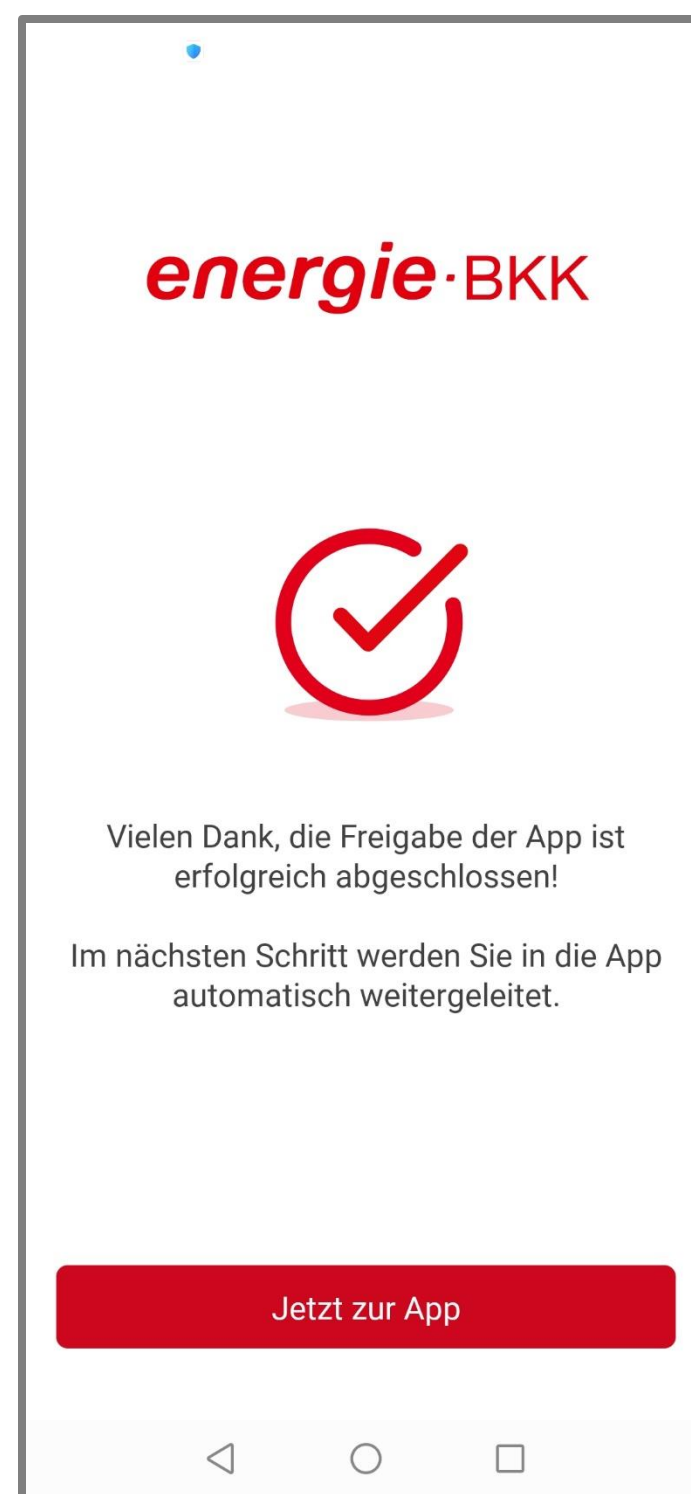 energie·BKK
Vielen Dank, die Freigabe der App ist
erfolgreich abgeschlossen!
Im nächsten Schritt werden Sie in die App
automatisch weitergeleitet.
Jetzt zur App